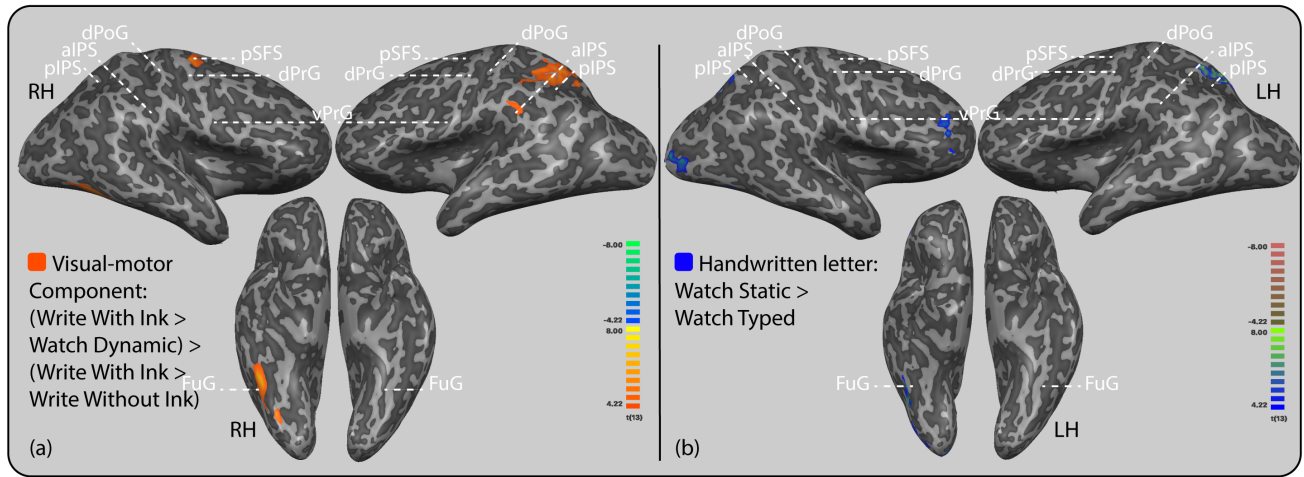 dPoG
aIPS
pIPS
pSFS
dPrG
RH
vPrG
dPrG
dPoG
aIPS
pIPS
Visual-motor
Component:
(Write With Ink >
Watch Dynamic) >
(Write With Ink >
Write Without Ink)
FuG
FuG
RH
(a)
-8.00
-4.22
8.00
4.22
t(13)
dPoG
aIPS
pIPS
pSFS
dPrG
pSFS
dPrG
vPrG
dPoG
aIPS
pIPS
LH
Handwritten letter:
Watch Static >
Watch Typed
FuG
FuG
LH
(b)
-8.00
-4.22
8.00
4.22
t(13)